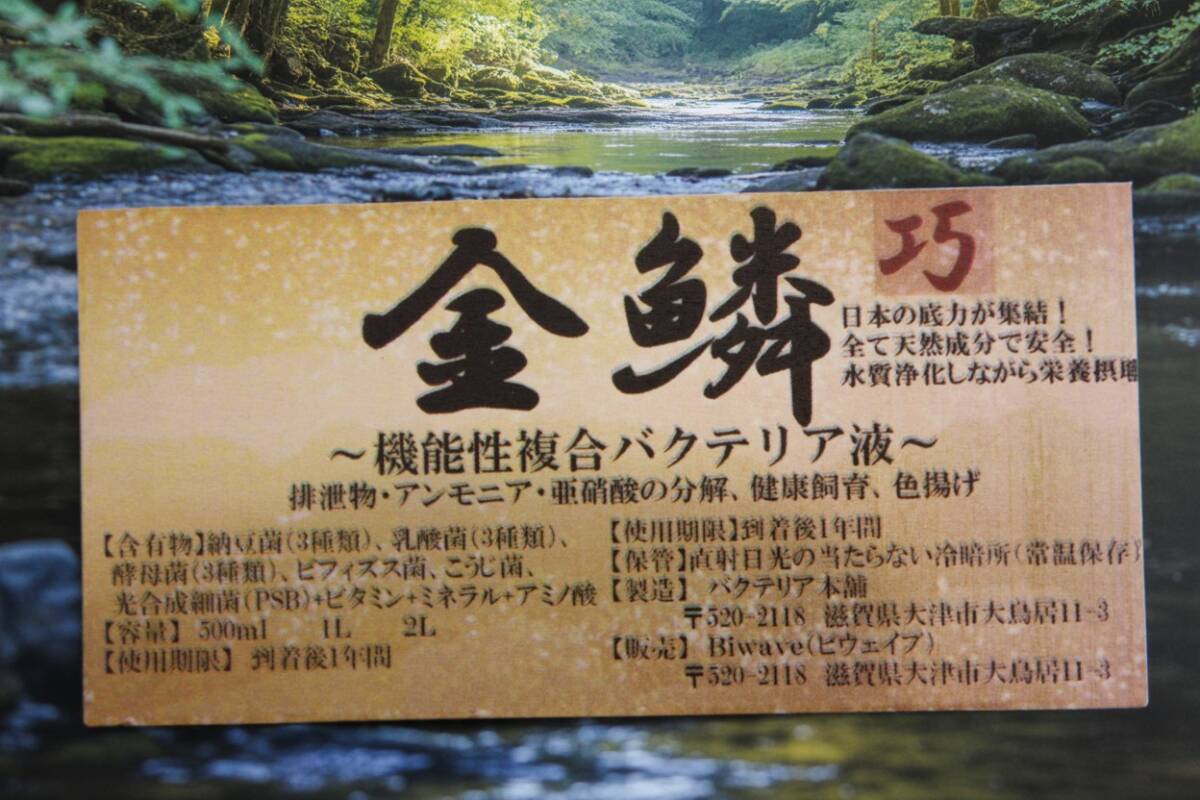 金鱗
巧
日本の底力が集結！
全て天然成分で安全！
水質浄化しながら栄養摂取
～機能性複合バクテリア液～
排泄物・アンモニア・亜硝酸の分解、健康飼育、色揚げ
【含有物】納豆菌(3種類)、乳酸菌(3種類)、
酵母菌(3種類)、ビフィズス菌、こうじ菌、
光合成細菌(PSB)+ビタミン+ミネラル+アミノ酸
【容量】 500ml 1L 2L
【使用期限】 到着後1年間
【使用期限】到着後1年間
【保管】直射日光の当たらない冷暗所(常温保存)
【製造】 バクテリア本舗
〒520-2118 滋賀県大津市大鳥居11-3
【販売】 Biwave(ビウェイブ)
〒520-2118 滋賀県大津市大鳥居11-3